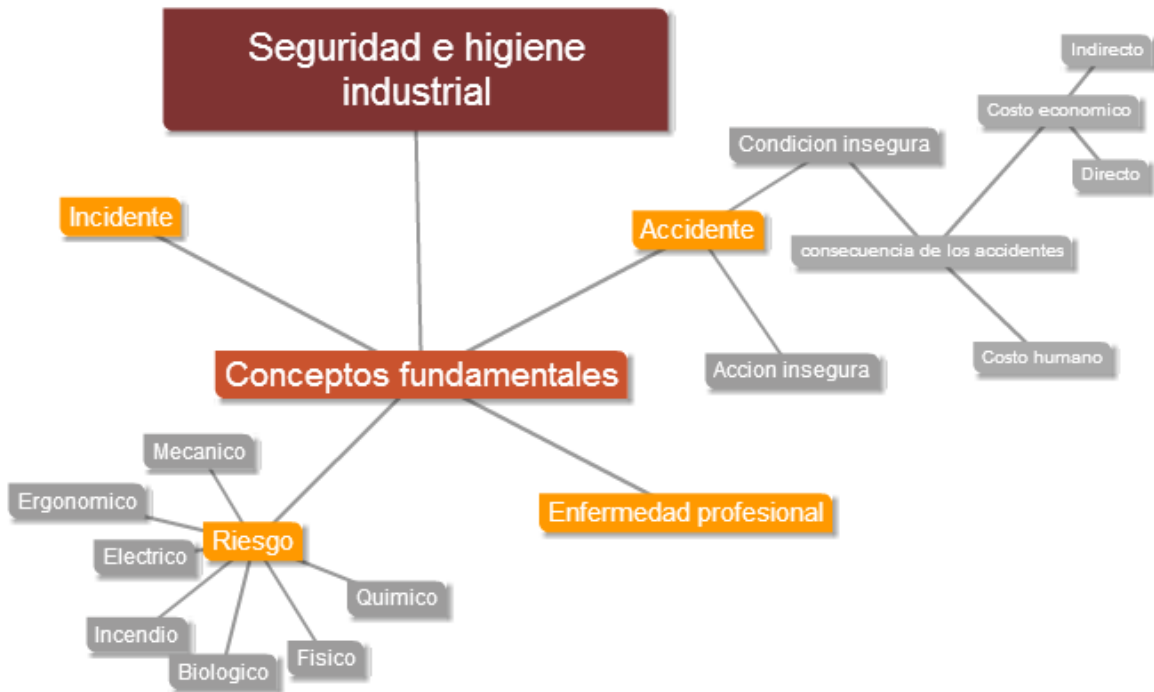 Seguridad e higiene
industrial
Indirecto
Costo economico
Condicion insegura
Directo
Incidente
Accidente
consecuencia de los accidentes
Costo humano
Accion insegura
Conceptos fundamentales
Mecanico
Ergonomico
Enfermedad profesional
Riesgo
Electrico
Quimico
Incendio
Fisico
Biologico